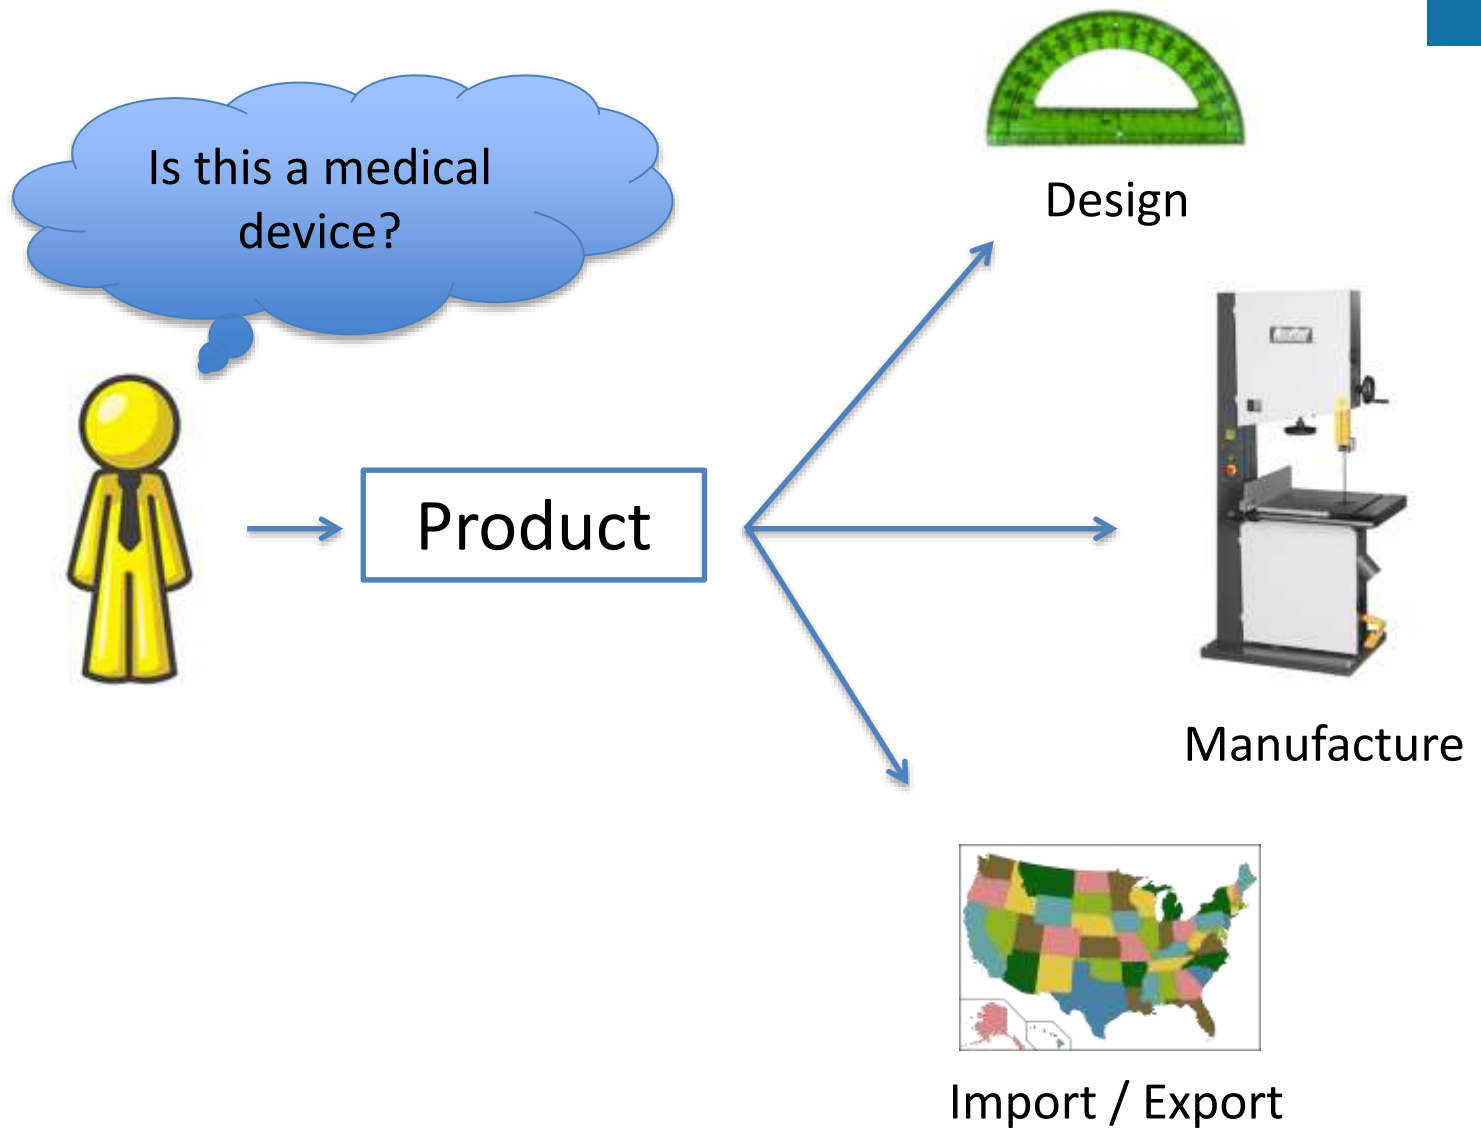 Is this a medical
device?
Design
Product
Manufacture
Import / Export